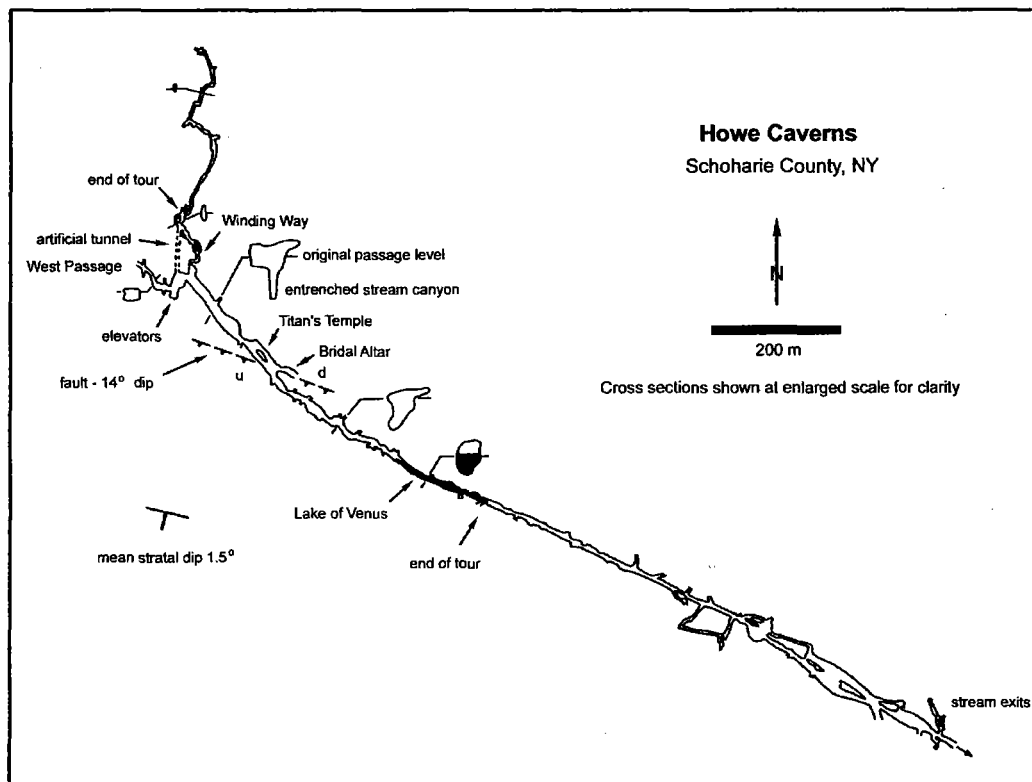 Howe Caverns
Schoharie County, NY
N
200 m
Cross sections shown at enlarged scale for clarity
end of tour
Winding Way
artificial tunnel
original passage level
West Passage
entrenched stream canyon
elevators
Titan's Temple
Bridal Altar
fault - 14° dip
u
d
Lake of Venus
end of tour
mean stratal dip 1.5°
stream exits